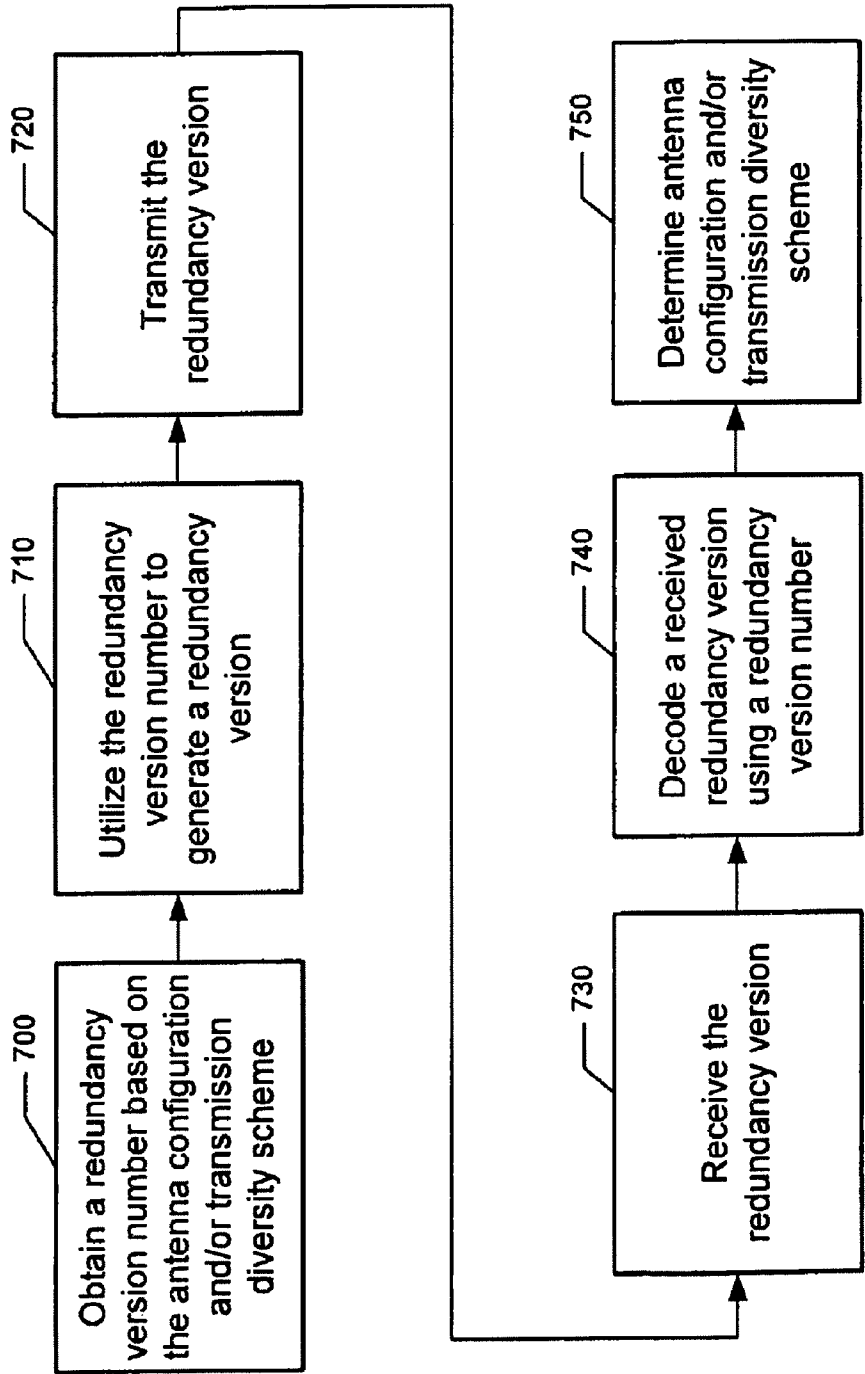 700
Obtain a redundancy
version number based on
the antenna configuration
and/or transmission
diversity scheme
710
Utilize the redundancy
version number to
generate a redundancy
version
720
Transmit the
redundancy version
730
Receive the
redundancy version
740
Decode a received
redundancy version
using a redundancy
version number
750
Determine antenna
configuration and/or
transmission diversity
scheme